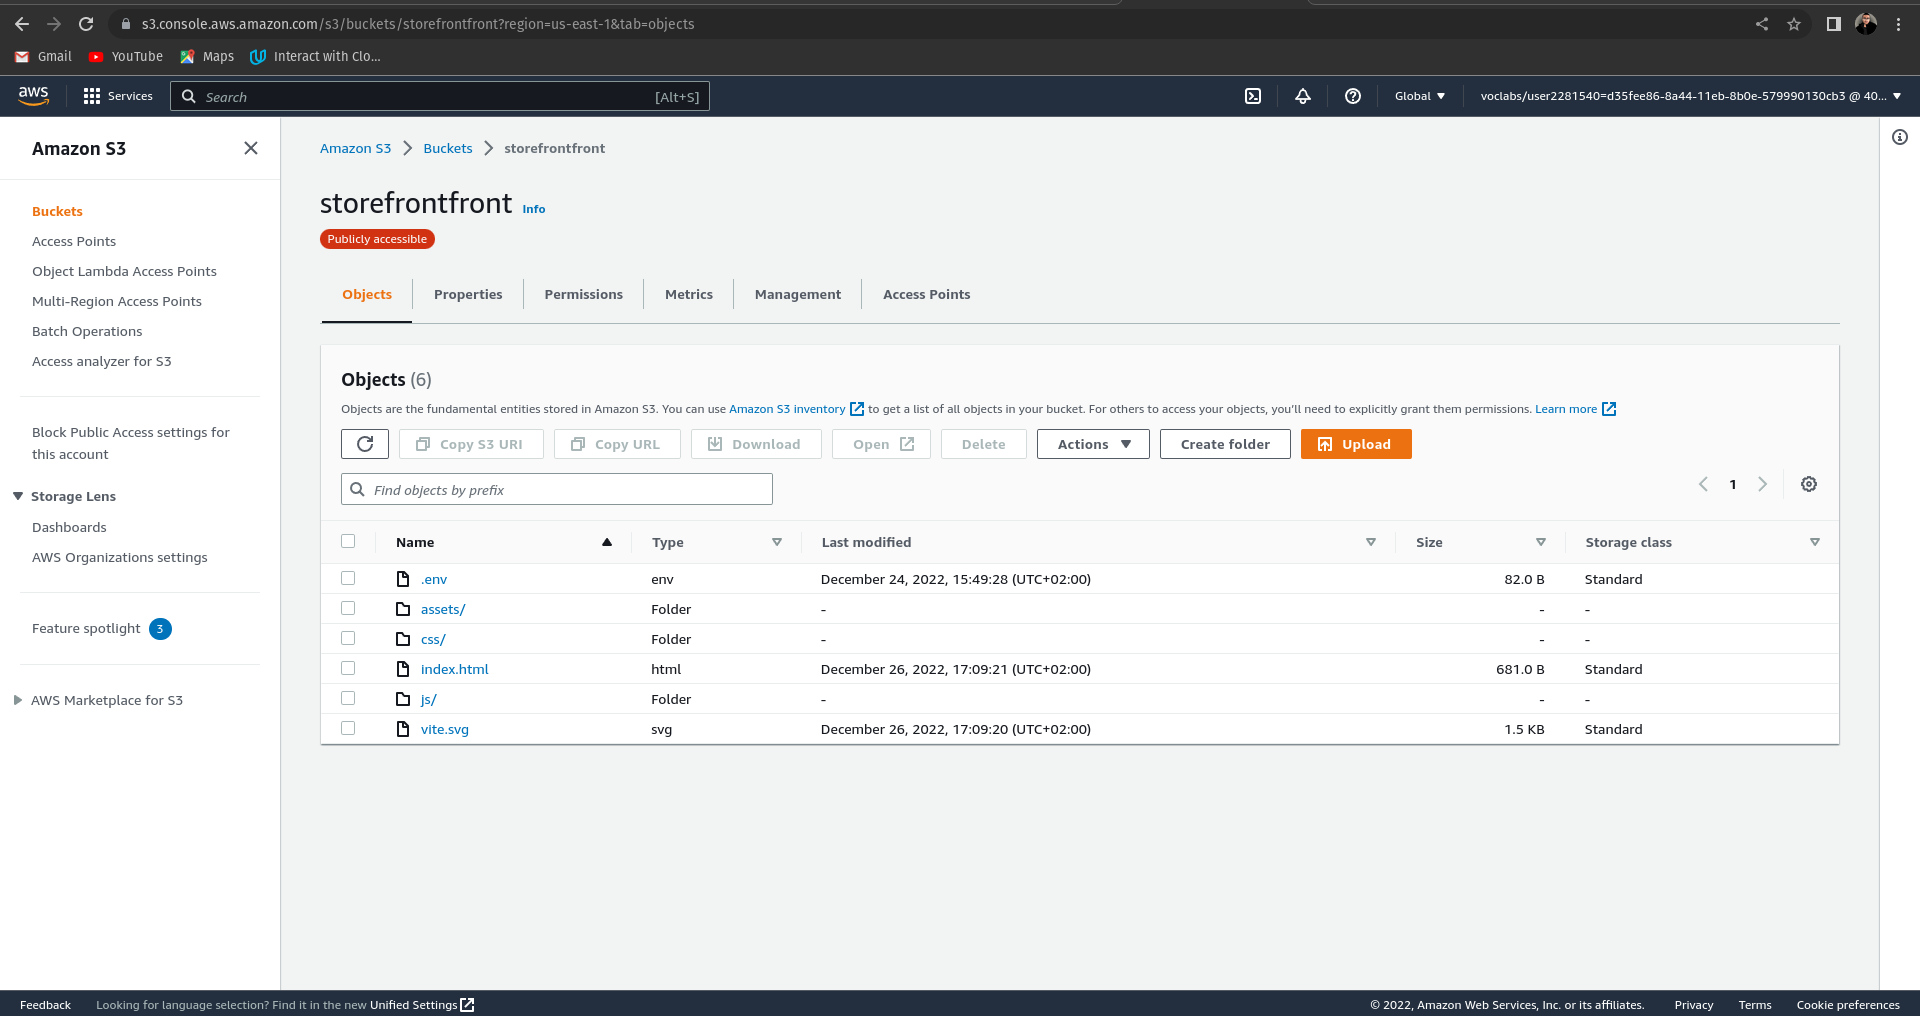 s3.console.aws.amazon.com/s3/buckets/storefrontfront?region=us-east-1&tab=objects
Gmail YouTube Maps Interact with Clo...
aws Services Search [Alt+S] Global voclabs/user2281540=d35fee86-8a44-11eb-8b0e-579990130cb3 @ 40...
Amazon S3
Buckets
Access Points
Object Lambda Access Points
Multi-Region Access Points
Batch Operations
Access analyzer for S3
Block Public Access settings for
this account
Storage Lens
Dashboards
AWS Organizations settings
Feature spotlight 3
AWS Marketplace for S3
Amazon S3 Buckets storefrontfront
storefrontfront Info
Publicly accessible
Objects Properties Permissions Metrics Management Access Points
Objects (6)
Objects are the fundamental entities stored in Amazon S3. You can use Amazon S3 inventory to get a list of all objects in your bucket. For others to access your objects, you'll need to explicitly grant them permissions. Learn more
Copy S3 URI Copy URL Download Open Delete Actions Create folder Upload
Find objects by prefix 1
Name Type Last modified Size Storage class
.env env December 24, 2022, 15:49:28 (UTC+02:00) 82.0 B Standard
assets/ Folder - - -
css/ Folder - - -
index.html html December 26, 2022, 17:09:21 (UTC+02:00) 681.0 B Standard
js/ Folder - - -
vite.svg svg December 26, 2022, 17:09:20 (UTC+02:00) 1.5 KB Standard
Feedback Looking for language selection? Find it in the new Unified Settings © 2022, Amazon Web Services, Inc. or its affiliates. Privacy Terms Cookie preferences